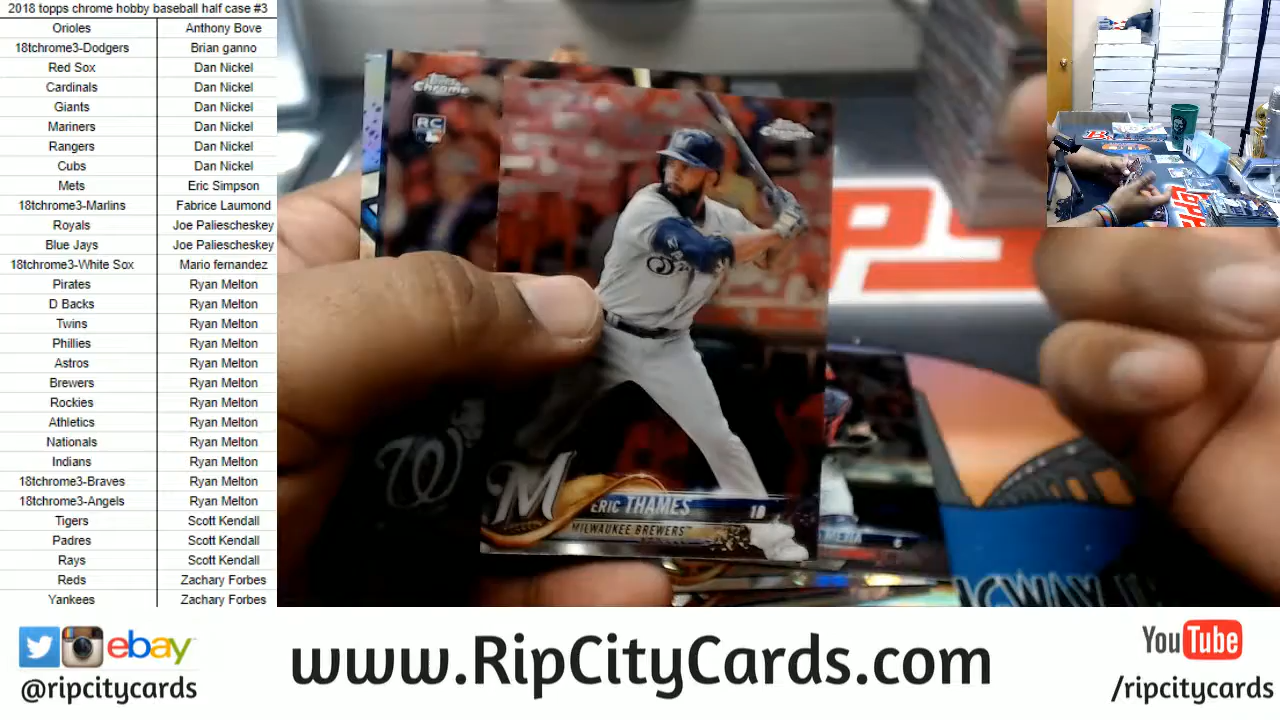 2018 topps chrome hobby baseball half case #3
Orioles Anthony Bove
18tchrome3-Dodgers Brian ganno
Red Sox Dan Nickel
Cardinals Dan Nickel
Giants Dan Nickel
Mariners Dan Nickel
Rangers Dan Nickel
Cubs Dan Nickel
Mets Eric Simpson
18tchrome3-Marlins Fabrice Laumond
Royals Joe Paliescheskey
Blue Jays Joe Paliescheskey
18tchrome3-White Sox Mario fernandez
Pirates Ryan Melton
D Backs Ryan Melton
Twins Ryan Melton
Phillies Ryan Melton
Astros Ryan Melton
Brewers Ryan Melton
Rockies Ryan Melton
Athletics Ryan Melton
Nationals Ryan Melton
Indians Ryan Melton
18tchrome3-Braves Ryan Melton
18tchrome3-Angels Ryan Melton
Tigers Scott Kendall
Padres Scott Kendall
Rays Scott Kendall
Reds Zachary Forbes
Yankees Zachary Forbes
Topps Chrome
RC
M
ERIC THAMES 1B
MILWAUKEE BREWERS
W
PS
ebay
@ripcitycards
www.RipCityCards.com
YouTube
/ripcitycards